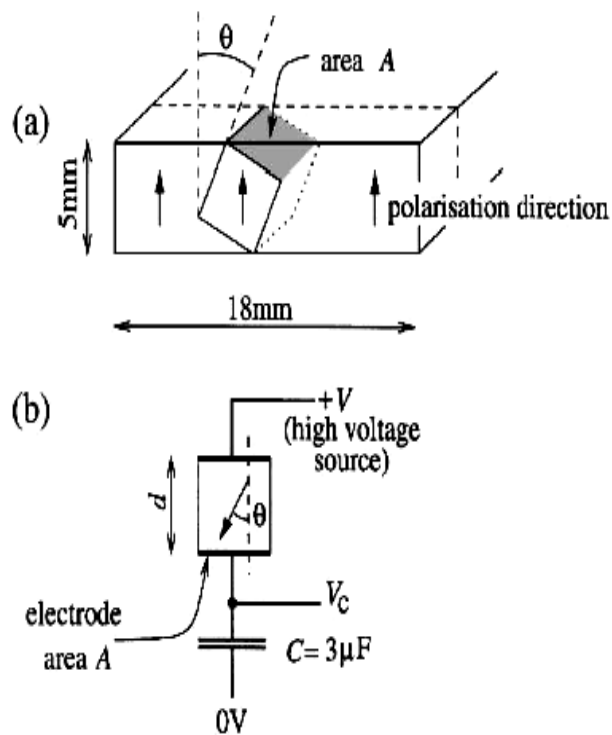 θ
area A
(a)
5mm
polarisation direction
18mm
(b)
+V
(high voltage
source)
d
θ
V_C
electrode
area A
C = 3μF
0V